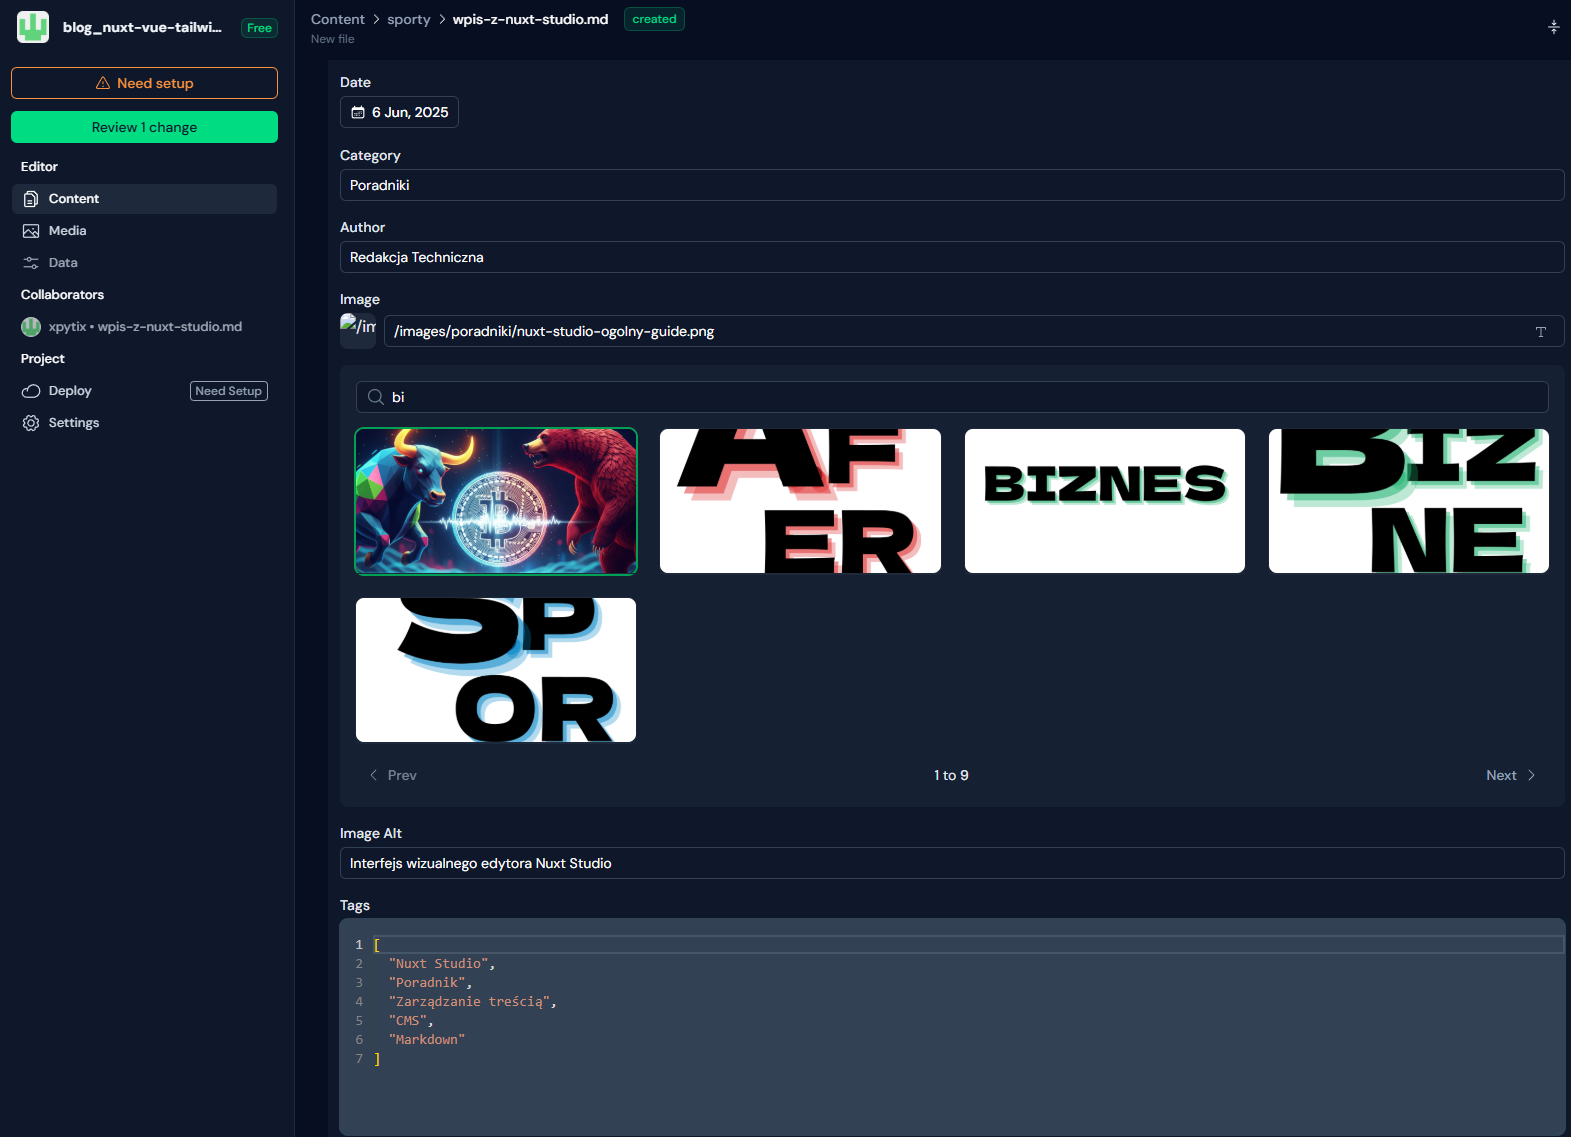 blog_nuxt-vue-tailwi...
Free
Need setup
Review 1 change
Editor
Content
Media
Data
Collaborators
xpytix • wpis-z-nuxt-studio.md
Project
Deploy
Need Setup
Settings
Content > sporty > wpis-z-nuxt-studio.md
created
New file
Date
6 Jun, 2025
Category
Poradniki
Author
Redakcja Techniczna
Image
/im
/images/poradniki/nuxt-studio-ogolny-guide.png
bi
AF
ER
BIZNES
BIZ
NE
SP
OR
Prev
1 to 9
Next
Image Alt
Interfejs wizualnego edytora Nuxt Studio
Tags
1 [
2 "Nuxt Studio",
3 "Poradnik",
4 "Zarządzanie treścią",
5 "CMS",
6 "Markdown"
7 ]